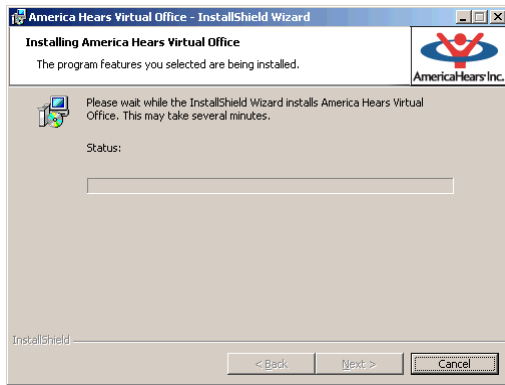 America Hears Virtual Office - InstallShield Wizard
Installing America Hears Virtual Office
The program features you selected are being installed.
AmericaHears Inc.
Please wait while the InstallShield Wizard installs America Hears Virtual
Office. This may take several minutes.
Status:
InstallShield
< Back
Next >
Cancel